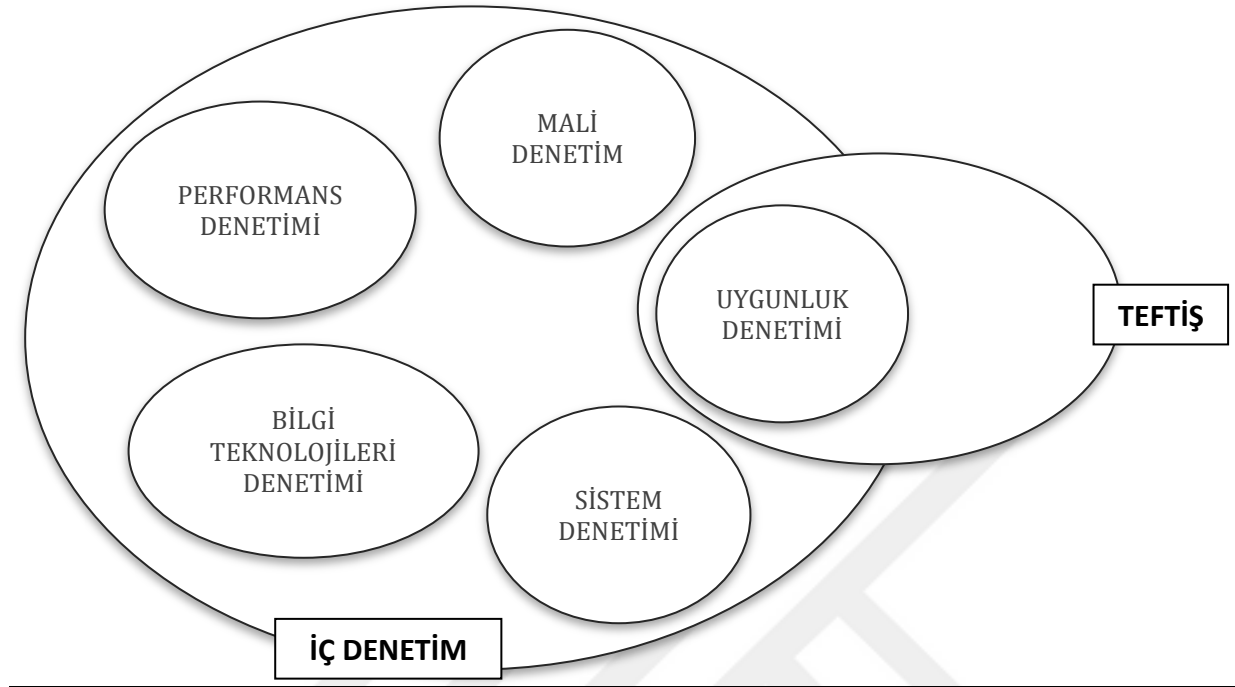 MALİ
DENETİM
PERFORMANS
DENETİMİ
UYGUNLUK
DENETİMİ
TEFTİŞ
BİLGİ
TEKNOLOJİLERİ
DENETİMİ
SİSTEM
DENETİMİ
İÇ DENETİM